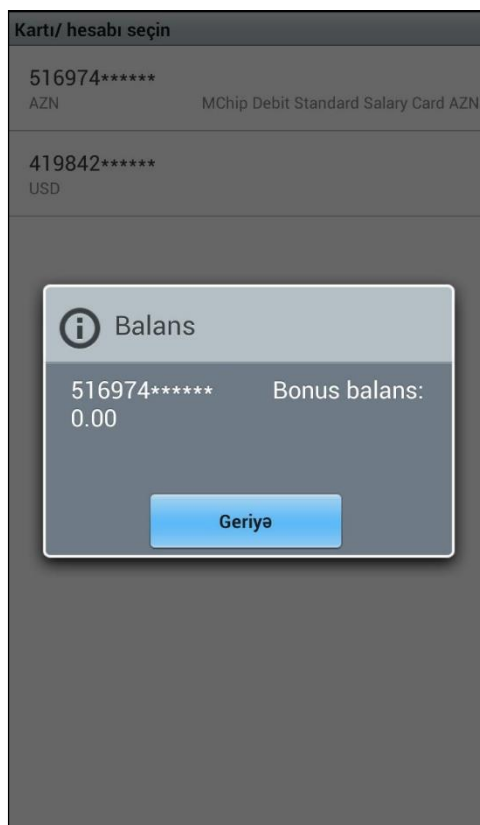 Kartı/ hesabı seçin
516974******
AZN MChip Debit Standard Salary Card AZN
419842******
USD
Balans
516974****** Bonus balans:
0.00
Geriyə